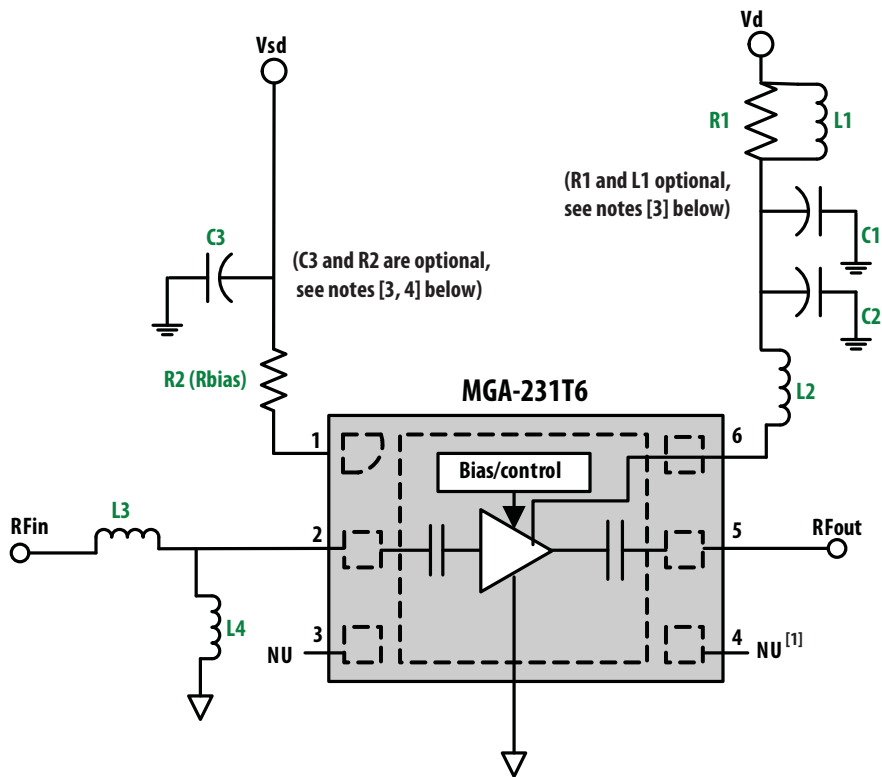 Vd
Vsd
R1
L1
(R1 and L1 optional,
see notes [3] below)
C1
C3
(C3 and R2 are optional,
see notes [3, 4] below)
C2
R2 (Rbias)
L2
MGA-231T6
1
6
Bias/control
RFin
L3
2
5
RFout
L4
3
4
NU
NU [1]